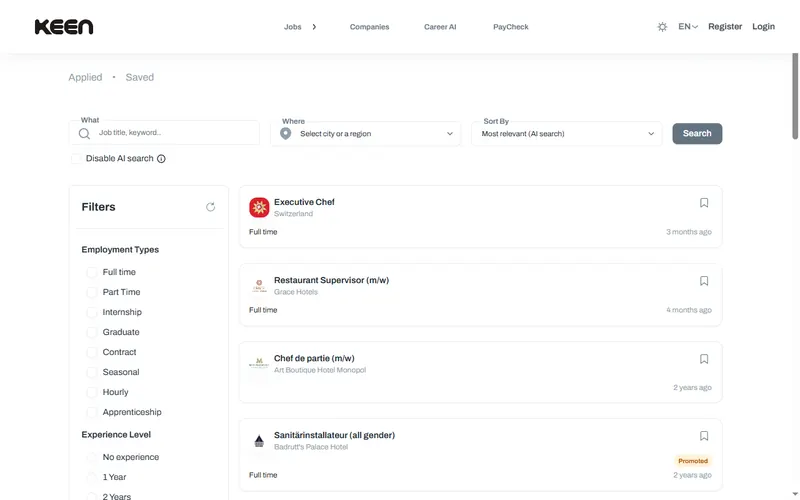 KEEN
Jobs
Companies
Career AI
PayCheck
EN
Register
Login
Applied • Saved
What
Job title, keyword..
Where
Select city or a region
Sort By
Most relevant (AI search)
Search
Disable AI search
Filters
Employment Types
Full time
Part Time
Internship
Graduate
Contract
Seasonal
Hourly
Apprenticeship
Experience Level
No experience
1 Year
2 Years
Executive Chef
Switzerland
Full time
3 months ago
Restaurant Supervisor (m/w)
Grace Hotels
Full time
4 months ago
Chef de partie (m/w)
Art Boutique Hotel Monopol
2 years ago
Sanitärinstallateur (all gender)
Badrutt's Palace Hotel
Promoted
Full time
2 years ago